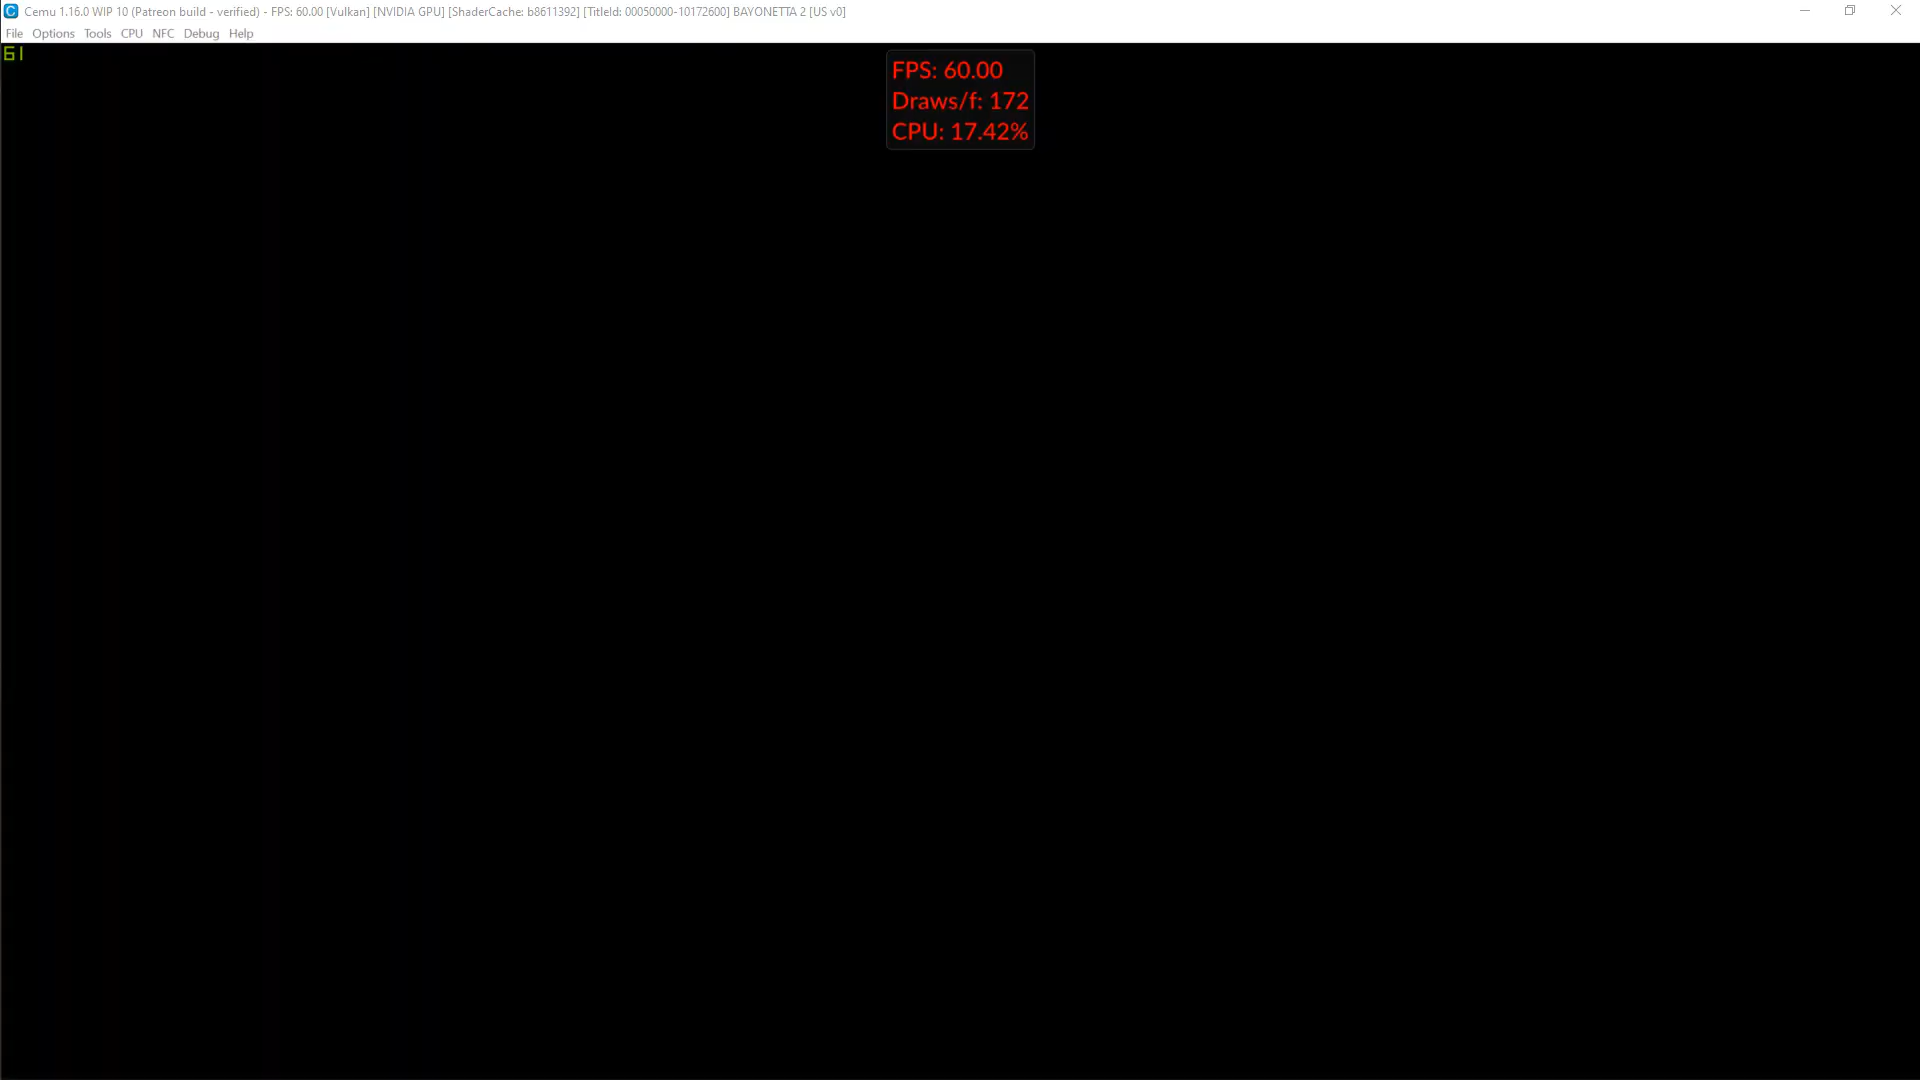 Cemu 1.16.0 WIP 10 (Patreon build - verified) - FPS: 60.00 [Vulkan] [NVIDIA GPU] [ShaderCache: b8611392] [TitleId: 00050000-10172600] BAYONETTA 2 [US v0]
File Options Tools CPU NFC Debug Help
61
FPS: 60.00
Draws/f: 172
CPU: 17.42%